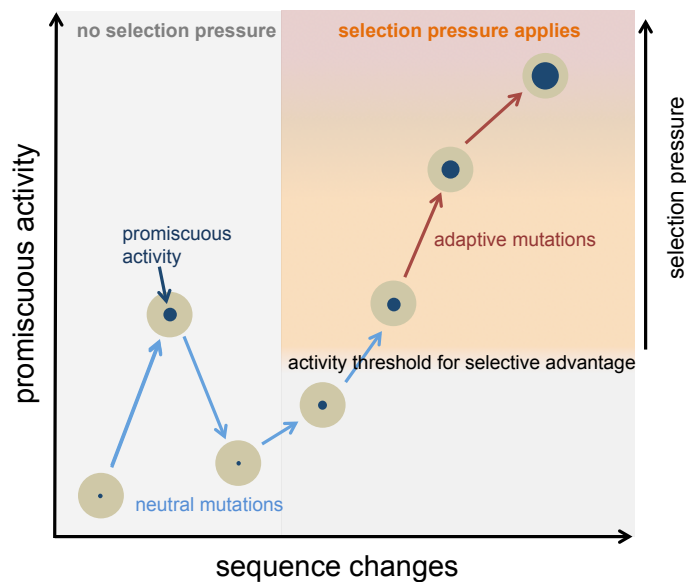 no selection pressure
selection pressure applies
promiscuous activity
promiscuous
activity
adaptive mutations
selection pressure
activity threshold for selective advantage
neutral mutations
sequence changes